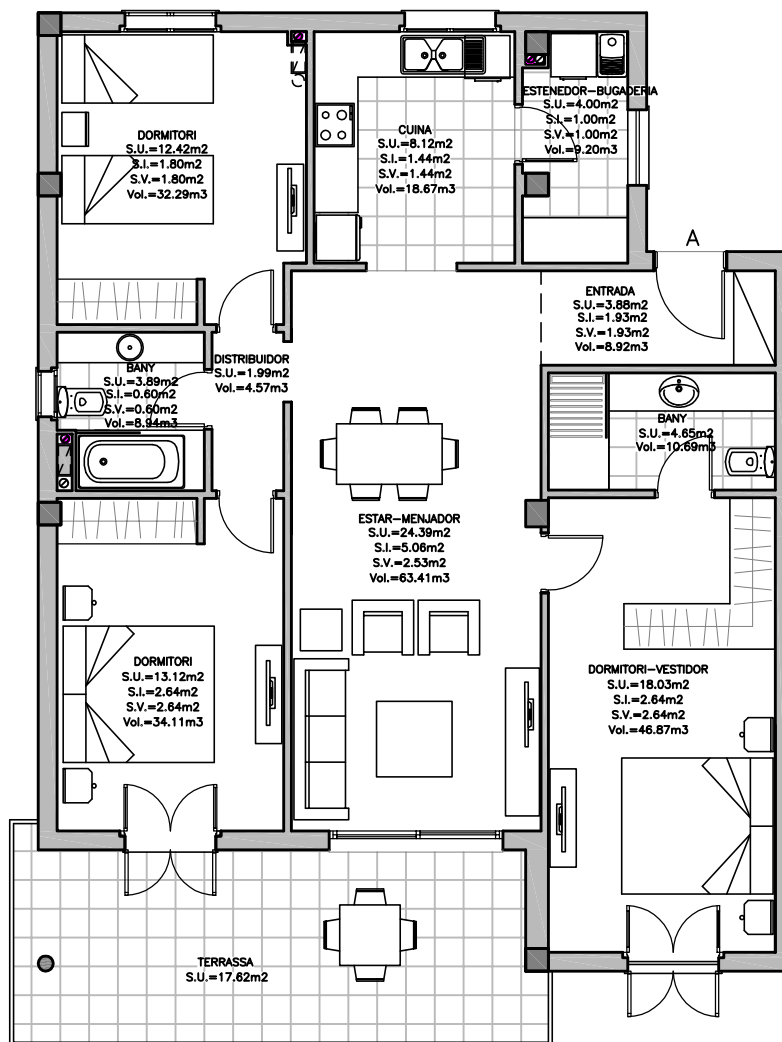 DORMITORI
S.U.=12.42m2
S.I.=1.80m2
S.V.=1.80m2
Vol.=32.29m3
CUINA
S.U.=8.12m2
S.I.=1.44m2
S.V.=1.44m2
Vol.=18.67m3
ESTENEDOR-BUGADERIA
S.U.=4.00m2
S.I.=1.00m2
S.V.=1.00m2
Vol.=9.20m3
A
ENTRADA
S.U.=3.88m2
S.I.=1.93m2
S.V.=1.93m2
Vol.=8.92m3
DISTRIBUIDOR
S.U.=1.99m2
Vol.=4.57m3
BANY
S.U.=3.89m2
S.I.=0.60m2
S.V.=0.60m2
Vol.=8.94m3
BANY
S.U.=4.65m2
Vol.=10.69m3
ESTAR-MENJADOR
S.U.=24.39m2
S.I.=5.06m2
S.V.=2.53m2
Vol.=63.41m3
DORMITORI
S.U.=13.12m2
S.I.=2.64m2
S.V.=2.64m2
Vol.=34.11m3
DORMITORI-VESTIDOR
S.U.=18.03m2
S.I.=2.64m2
S.V.=2.64m2
Vol.=46.87m3
TERRASSA
S.U.=17.62m2